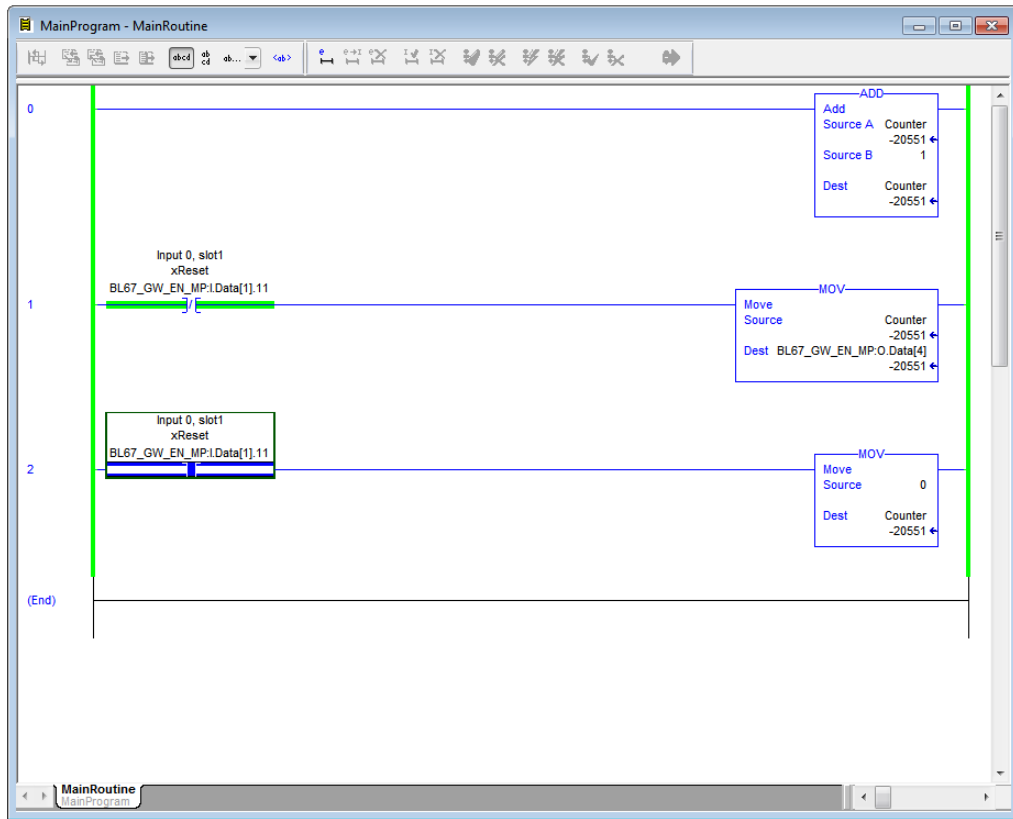 MainProgram - MainRoutine
abcd
ab
cd
ab...
<ab>
0
ADD
Add
Source A Counter
-20551
Source B 1
Dest Counter
-20551
Input 0, slot1
xReset
BL67_GW_EN_MP:I.Data[1].11
1
MOV
Move
Source Counter
-20551
Dest BL67_GW_EN_MP:O.Data[4]
-20551
Input 0, slot1
xReset
BL67_GW_EN_MP:I.Data[1].11
2
MOV
Move
Source 0
Dest Counter
-20551
(End)
MainRoutine
MainProgram